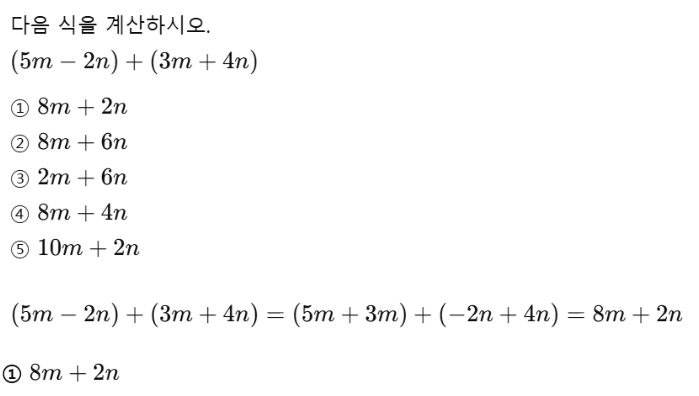 다음 식을 계산하시오.
(5m − 2n) + (3m + 4n)
① 8m + 2n
② 8m + 6n
③ 2m + 6n
④ 8m + 4n
⑤ 10m + 2n
(5m − 2n) + (3m + 4n) = (5m + 3m) + (−2n + 4n) = 8m + 2n
① 8m + 2n